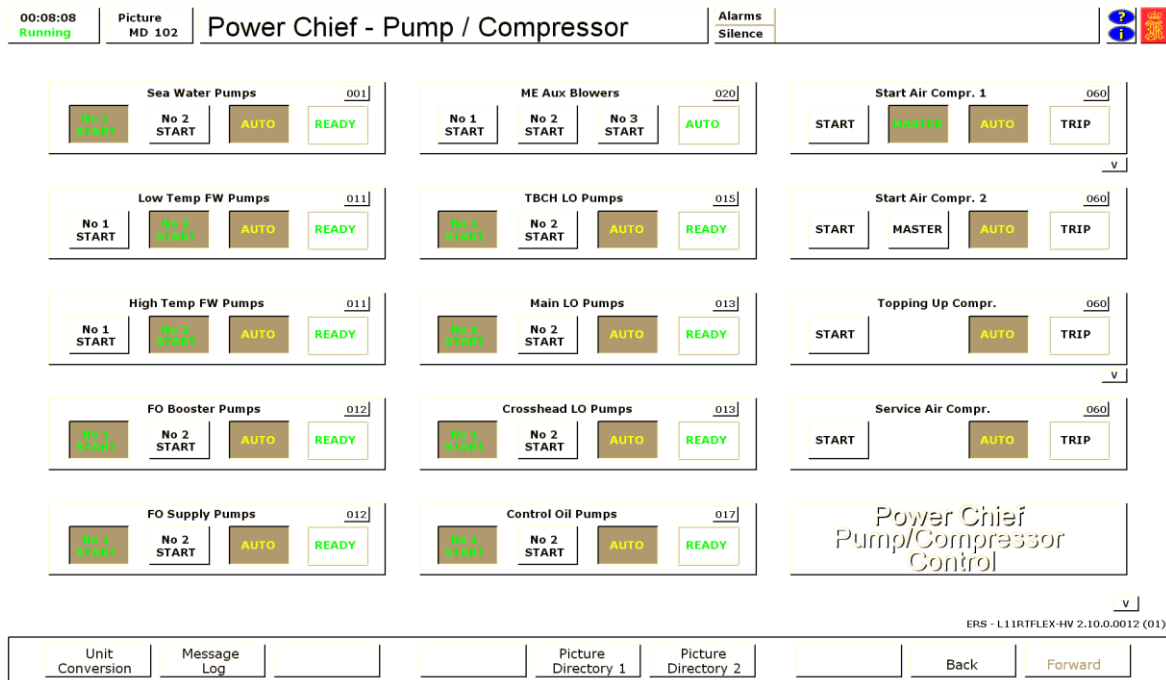 00:08:08
Running
Picture
MD 102
Power Chief - Pump / Compressor
Alarms
Silence
?
i
Sea Water Pumps 001
No 1 START No 2 START AUTO READY
ME Aux Blowers 020
No 1 START No 2 START No 3 START AUTO
Start Air Compr. 1 060
START MASTER AUTO TRIP
v
Low Temp FW Pumps 011
No 1 START No 2 START AUTO READY
TBCH LO Pumps 015
No 1 START No 2 START AUTO READY
Start Air Compr. 2 060
START MASTER AUTO TRIP
High Temp FW Pumps 011
No 1 START No 2 START AUTO READY
Main LO Pumps 013
No 1 START No 2 START AUTO READY
Topping Up Compr. 060
START AUTO TRIP
v
FO Booster Pumps 012
No 1 START No 2 START AUTO READY
Crosshead LO Pumps 013
No 1 START No 2 START AUTO READY
Service Air Compr. 060
START AUTO TRIP
FO Supply Pumps 012
No 1 START No 2 START AUTO READY
Control Oil Pumps 017
No 1 START No 2 START AUTO READY
Power Chief
Pump/Compressor
Control
v
ERS - L11RTFLEX-HV 2.10.0.0012 (01)
Unit Conversion
Message Log
Picture Directory 1
Picture Directory 2
Back
Forward